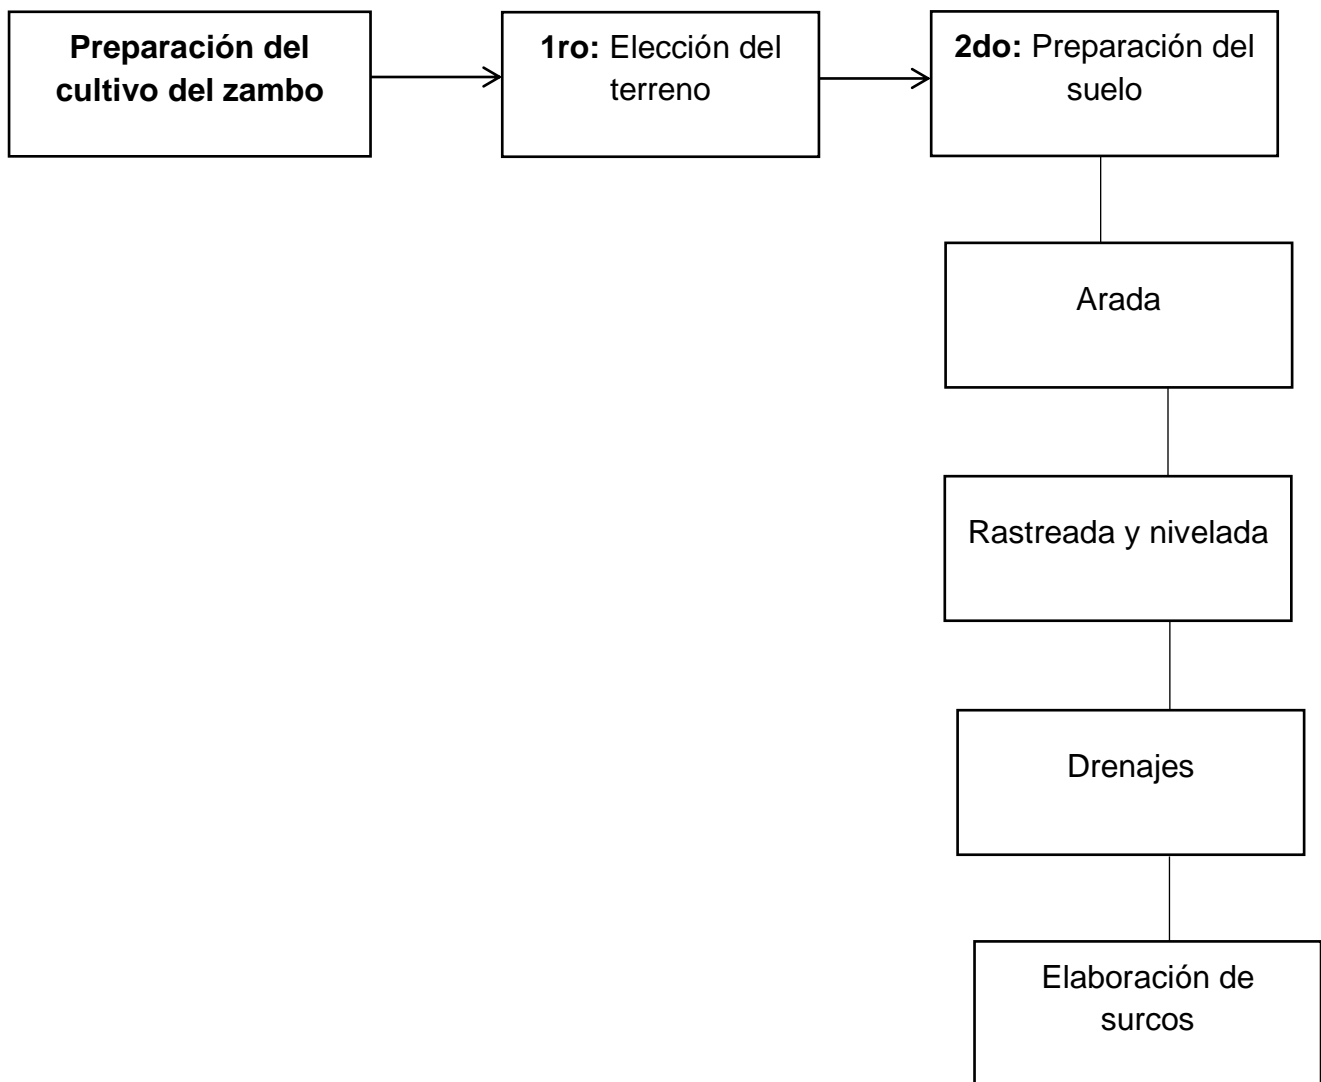 Preparación del
cultivo del zambo
1ro: Elección del
terreno
2do: Preparación del
suelo
Arada
Rastreada y nivelada
Drenajes
Elaboración de
surcos